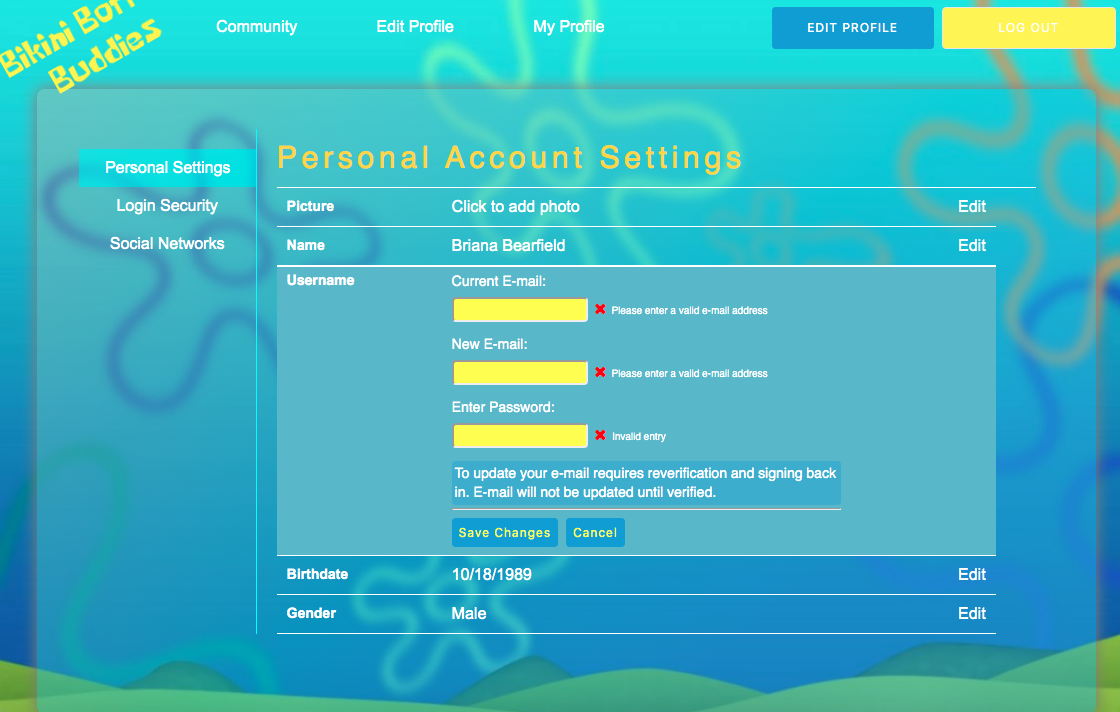 Bikini Bott
Buddies
Community Edit Profile My Profile EDIT PROFILE LOG OUT
Personal Settings
Login Security
Social Networks
Personal Account Settings
Picture Click to add photo Edit
Name Briana Bearfield Edit
Username Current E-mail:
✖ Please enter a valid e-mail address
New E-mail:
✖ Please enter a valid e-mail address
Enter Password:
✖ Invalid entry
To update your e-mail requires reverification and signing back
in. E-mail will not be updated until verified.
Save Changes Cancel
Birthdate 10/18/1989 Edit
Gender Male Edit